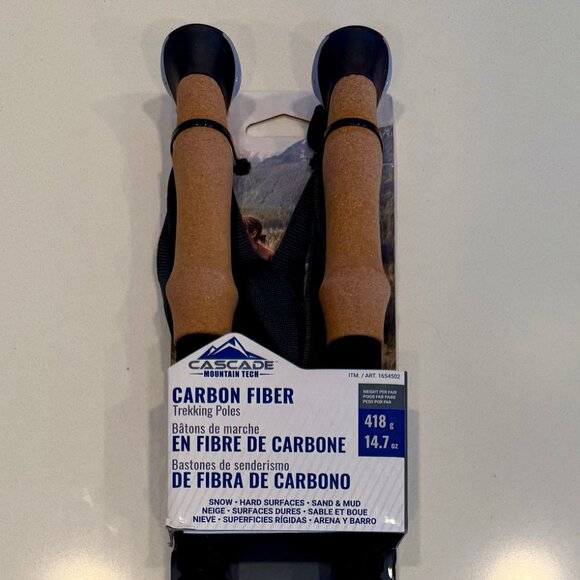 CASCADE
MOUNTAIN TECH
ITM. / ART. 1654502
CARBON FIBER
Trekking Poles
Bâtons de marche
EN FIBRE DE CARBONE
Bastones de senderismo
DE FIBRA DE CARBONO
WEIGHT PER PAIR
POIDS PAR PAIRE
PESO POR PAR
418 g
14.7 oz
SNOW • HARD SURFACES • SAND & MUD
NEIGE • SURFACES DURES • SABLE ET BOUE
NIEVE • SUPERFICIES RÍGIDAS • ARENA Y BARRO